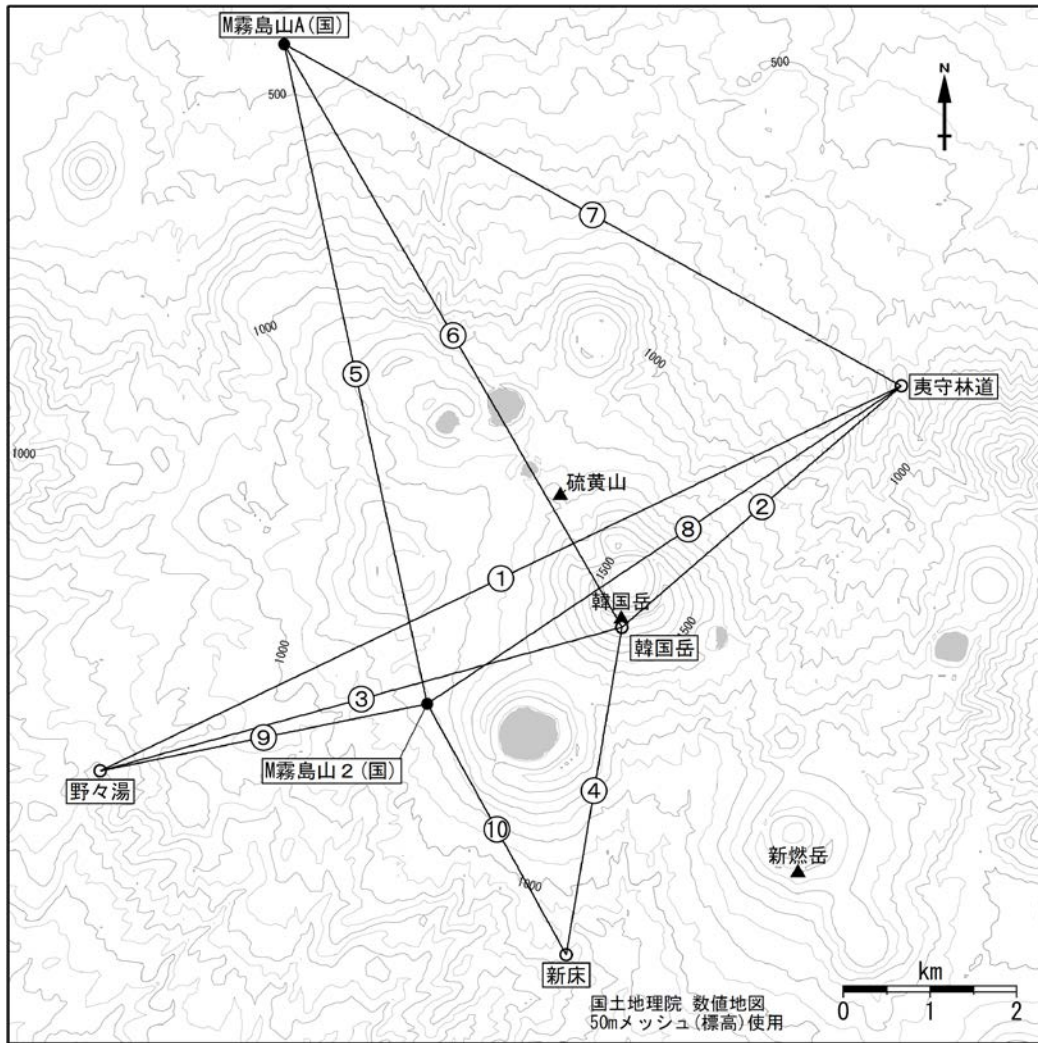 M霧島山A(国)
500
500
N
⑦
1000
⑥
1000
⑤
夷守林道
1000
1000
硫黄山
②
⑧
1500
①
韓国岳
1500
韓国岳
1000
③
⑨
M霧島山2(国)
野々湯
④
⑩
新燃岳
1000
新床
km
0 1 2
国土地理院 数値地図
50mメッシュ(標高)使用